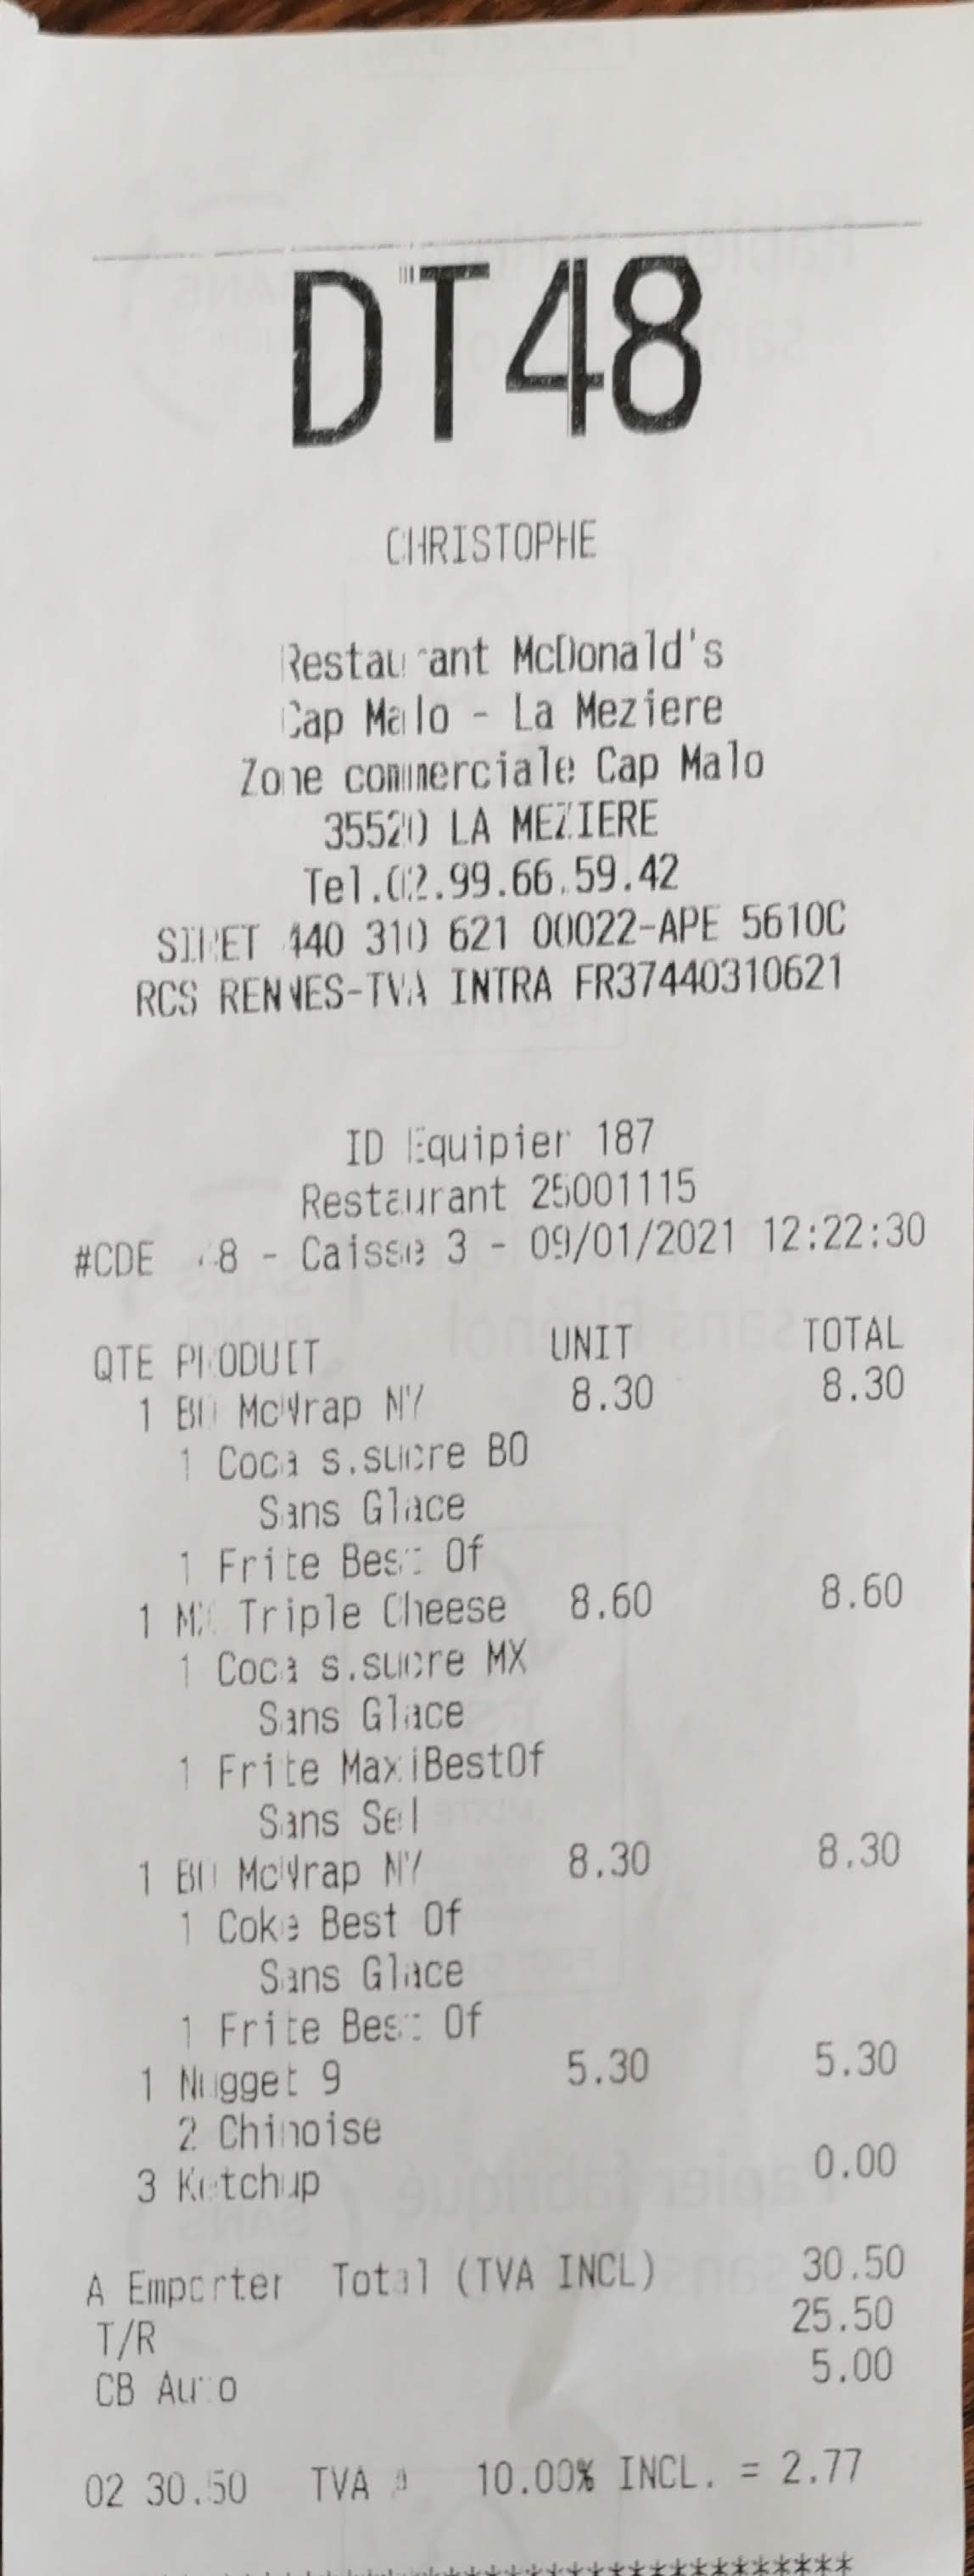 DT48
CHRISTOPHE
Restaurant McDonald's
Cap Malo - La Meziere
Zone commerciale Cap Malo
35520 LA MEZIERE
Tel.02.99.66.59.42
SIRET 440 310 621 00022-APE 5610C
RCS RENNES-TVA INTRA FR37440310621
ID Equipier 187
Restaurant 25001115
#CDE 48 - Caisse 3 - 09/01/2021 12:22:30
QTE PRODUIT UNIT TOTAL
1 BO McWrap NY 8.30 8.30
1 Coca s.sucre BO
Sans Glace
1 Frite Best Of
1 MX Triple Cheese 8.60 8.60
1 Coca s.sucre MX
Sans Glace
1 Frite MaxiBestOf
Sans Sel
1 BO McWrap NY 8.30 8.30
1 Coke Best Of
Sans Glace
1 Frite Best Of
1 Nugget 9 5.30 5.30
2 Chinoise
3 Ketchup 0.00
A Emporter Total (TVA INCL) 30.50
T/R 25.50
CB Auto 5.00
02 30.50 TVA 10.00% INCL. = 2.77